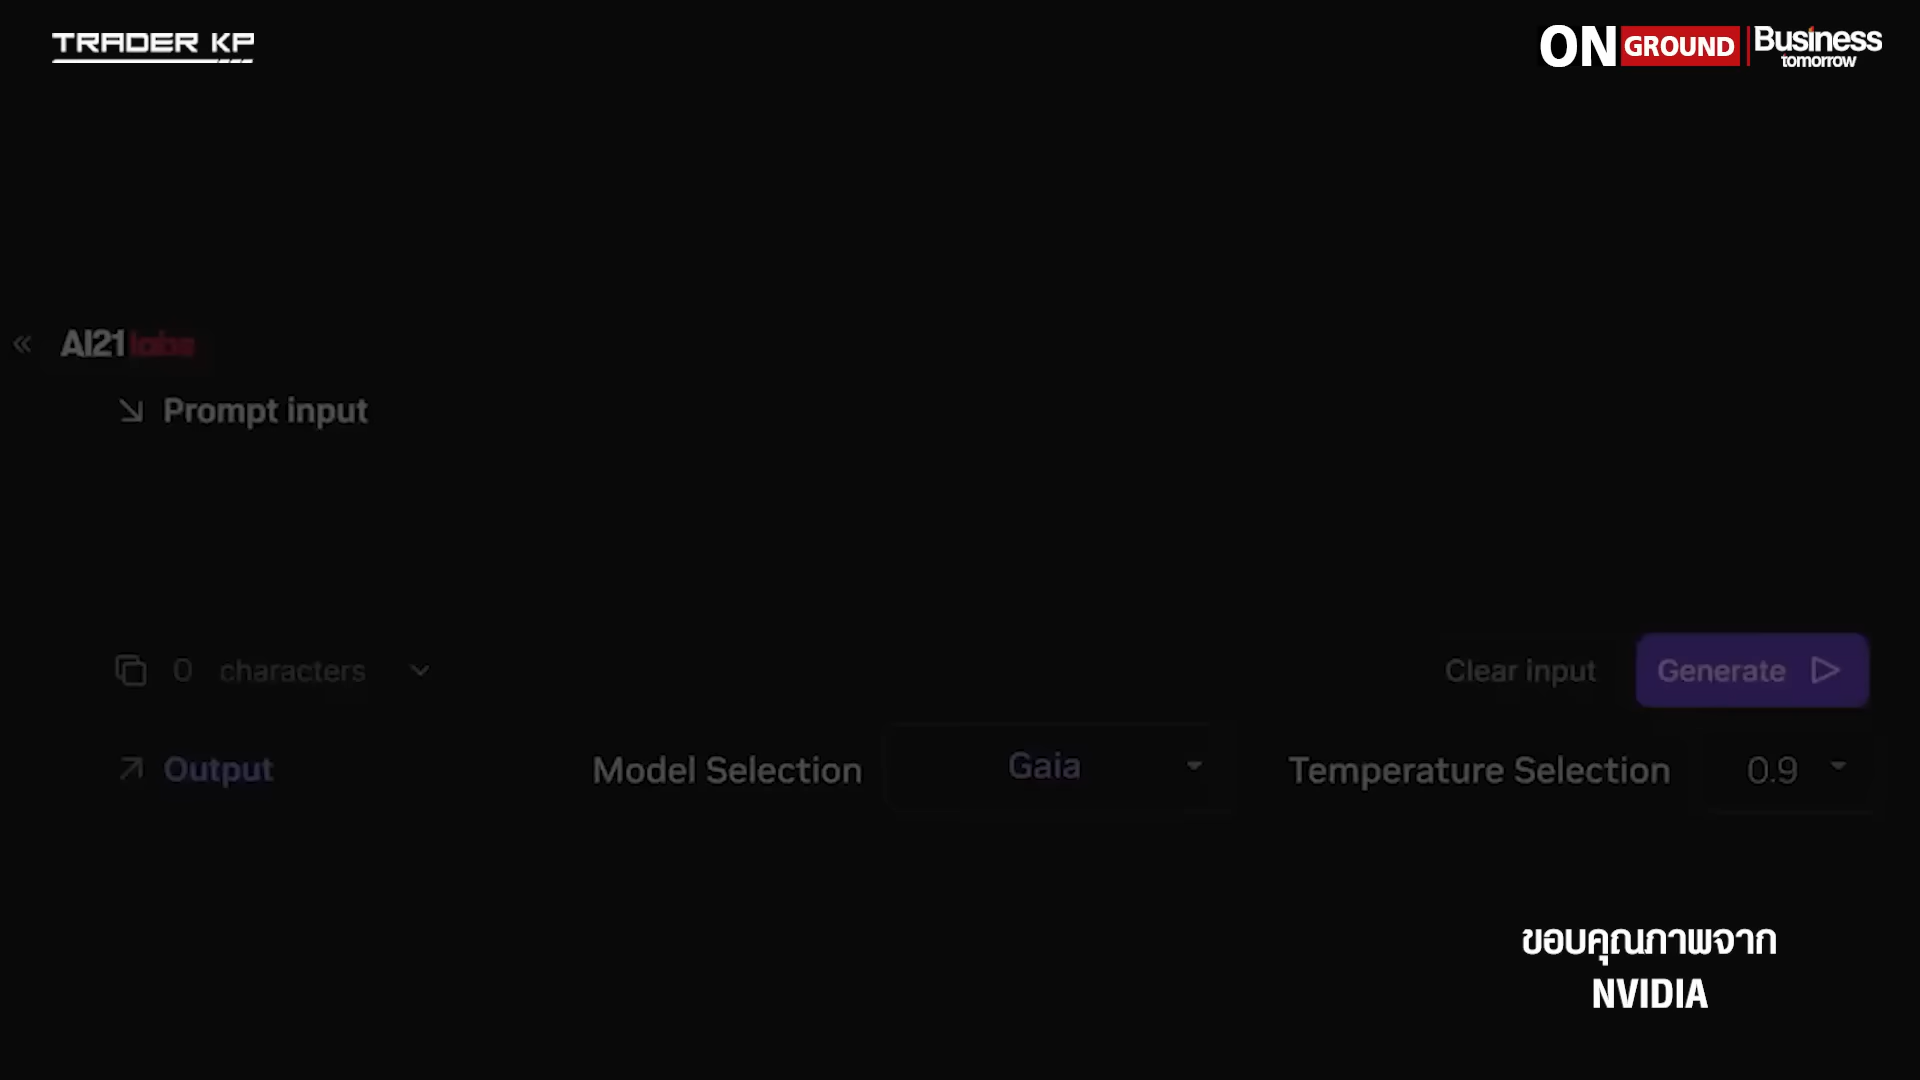 TRADER KP
ON GROUND Business tomorrow
AI21 labs
Prompt input
0 characters
Clear input
Generate
Output
Model Selection
Gaia
Temperature Selection
0.9
ขอบคุณภาพจาก
NVIDIA